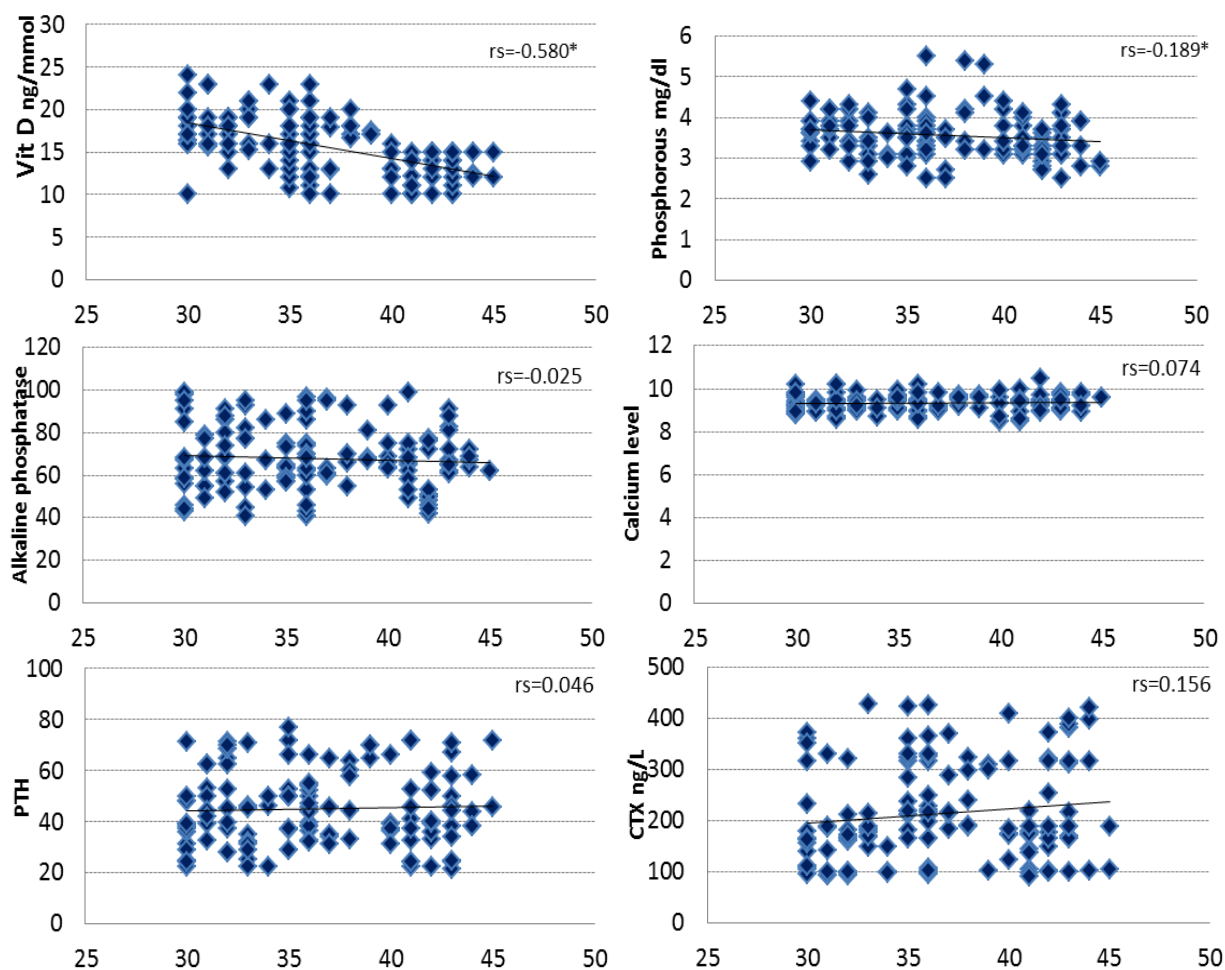 Vit D ng/mmol
rs=-0.580*
30
25
20
15
10
5
0
25 30 35 40 45 50
Phosphorous mg/dl
rs=-0.189*
6
5
4
3
2
1
0
25 30 35 40 45 50
Alkaline phosphatase
rs=-0.025
120
100
80
60
40
20
0
25 30 35 40 45 50
Calcium level
rs=0.074
12
10
8
6
4
2
0
25 30 35 40 45 50
PTH
rs=0.046
100
80
60
40
20
0
25 30 35 40 45 50
CTX ng/L
rs=0.156
500
400
300
200
100
0
25 30 35 40 45 50